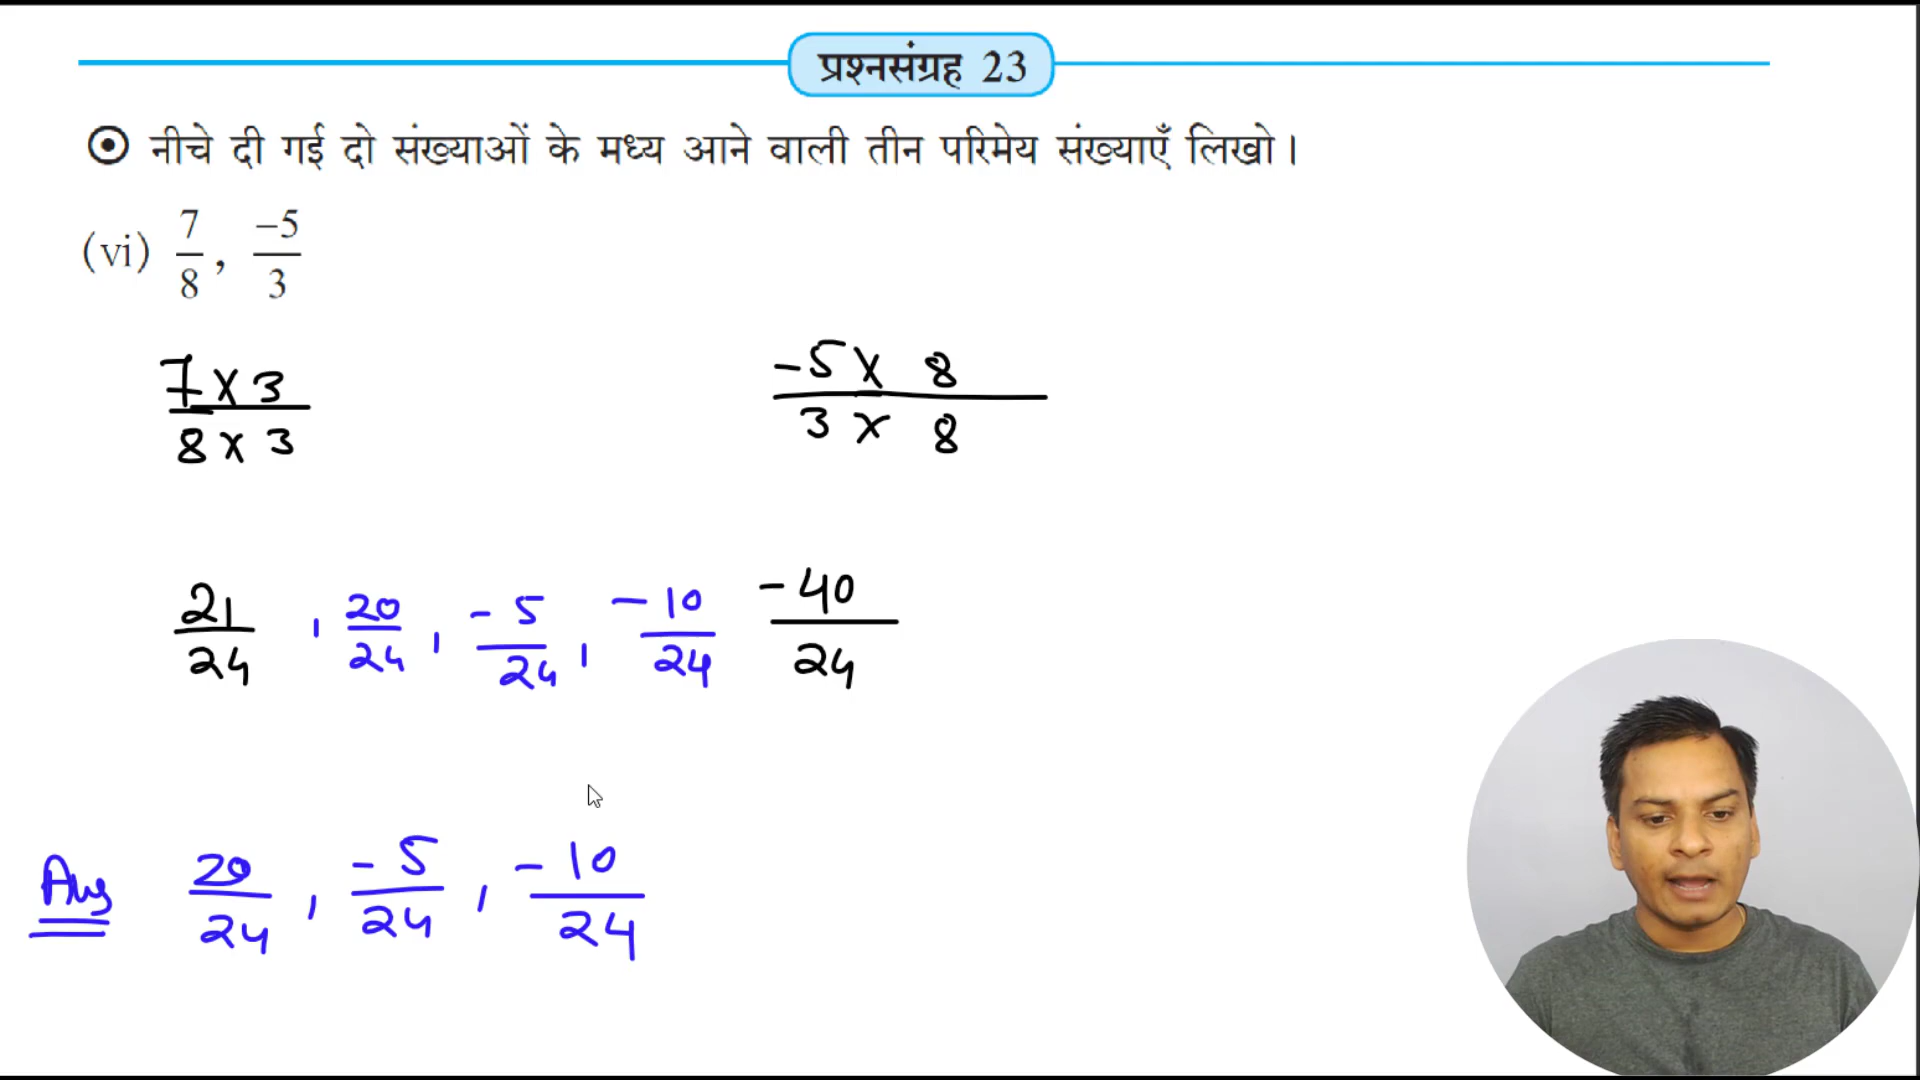 प्रश्नसंग्रह 23
नीचे दी गई दो संख्याओं के मध्य आने वाली तीन परिमेय संख्याएँ लिखो।
(vi) 7/8, -5/3
7 x 3 / 8 x 3
-5 x 8 / 3 x 8
21/24, 20/24, -5/24, -10/24 -40/24
Ans 20/24, -5/24, -10/24